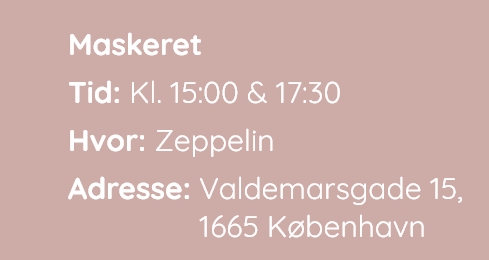 Maskeret
Tid: Kl. 15:00 & 17:30
Hvor: Zeppelin
Adresse: Valdemarsgade 15,
1665 København